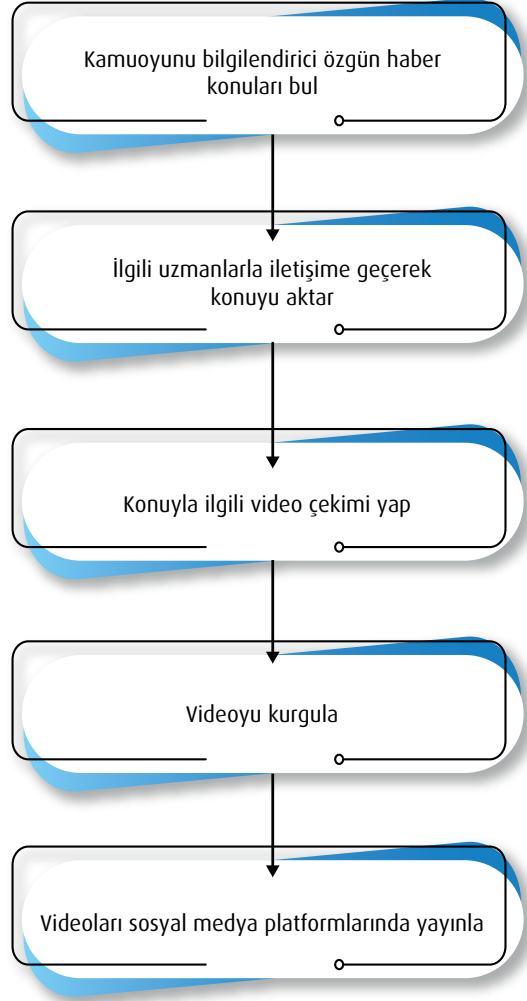 Kamuoyunu bilgilendirici özgün haber
konuları bul
İlgili uzmanlarla iletişime geçerek
konuyu aktar
Konuyla ilgili video çekimi yap
Videoyu kurgula
Videoları sosyal medya platformlarında yayınla